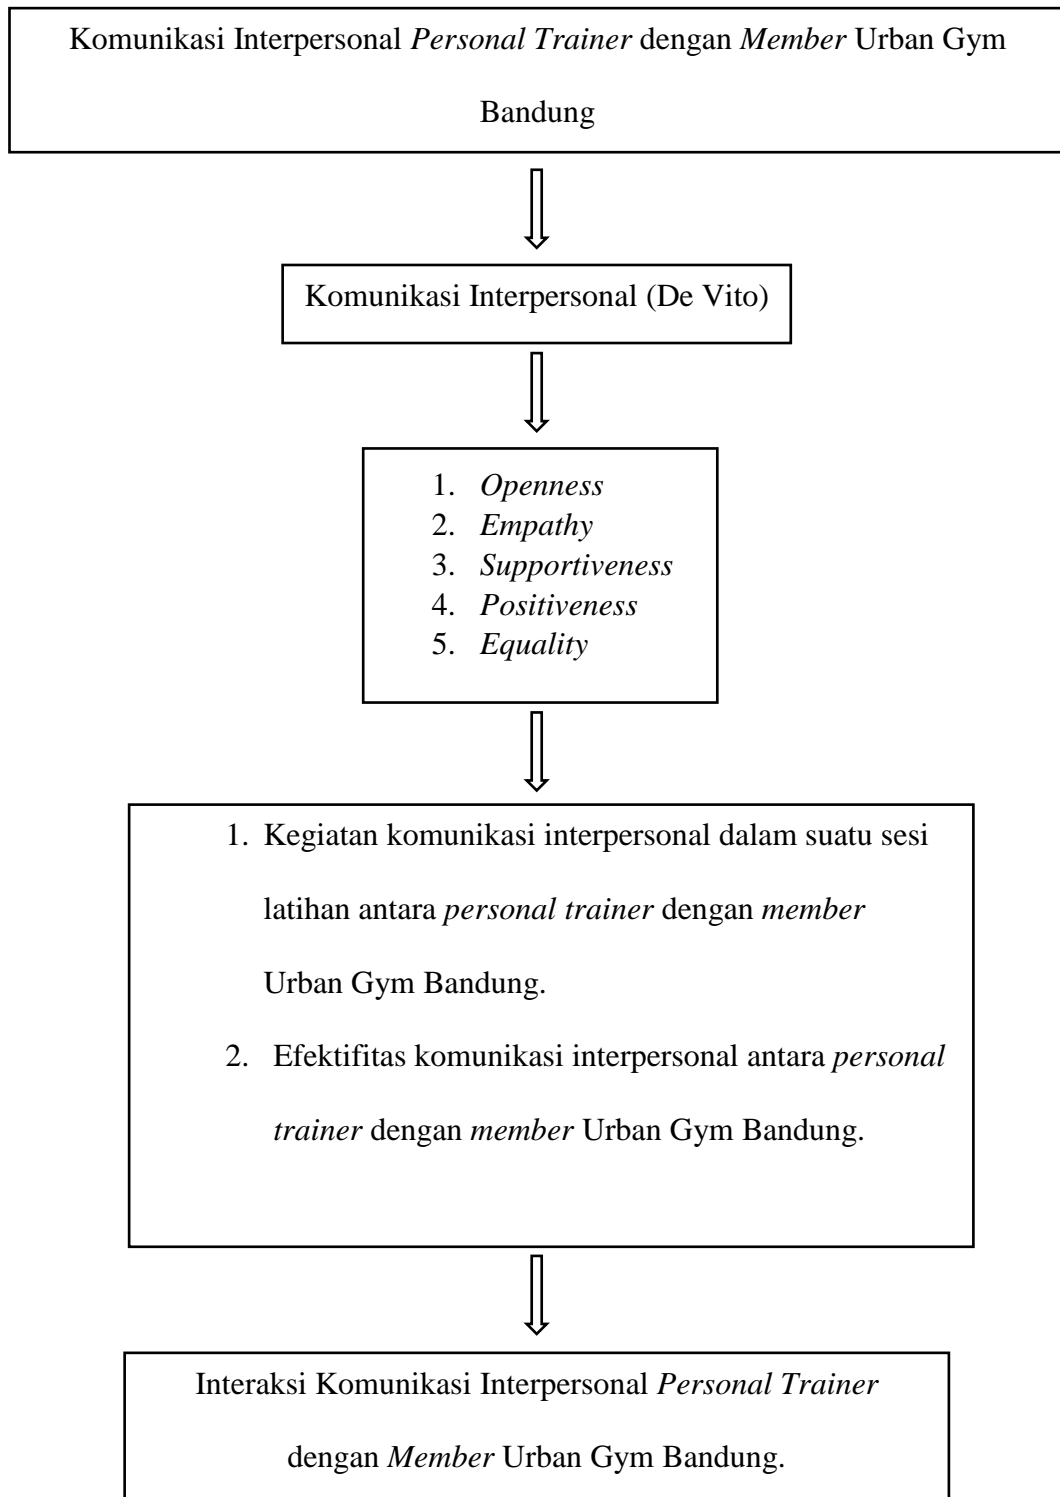 Komunikasi Interpersonal Personal Trainer dengan Member Urban Gym
Bandung
Komunikasi Interpersonal (De Vito)
1. Openness
2. Empathy
3. Supportiveness
4. Positiveness
5. Equality
1. Kegiatan komunikasi interpersonal dalam suatu sesi
latihan antara personal trainer dengan member
Urban Gym Bandung.
2. Efektifitas komunikasi interpersonal antara personal
trainer dengan member Urban Gym Bandung.
Interaksi Komunikasi Interpersonal Personal Trainer
dengan Member Urban Gym Bandung.